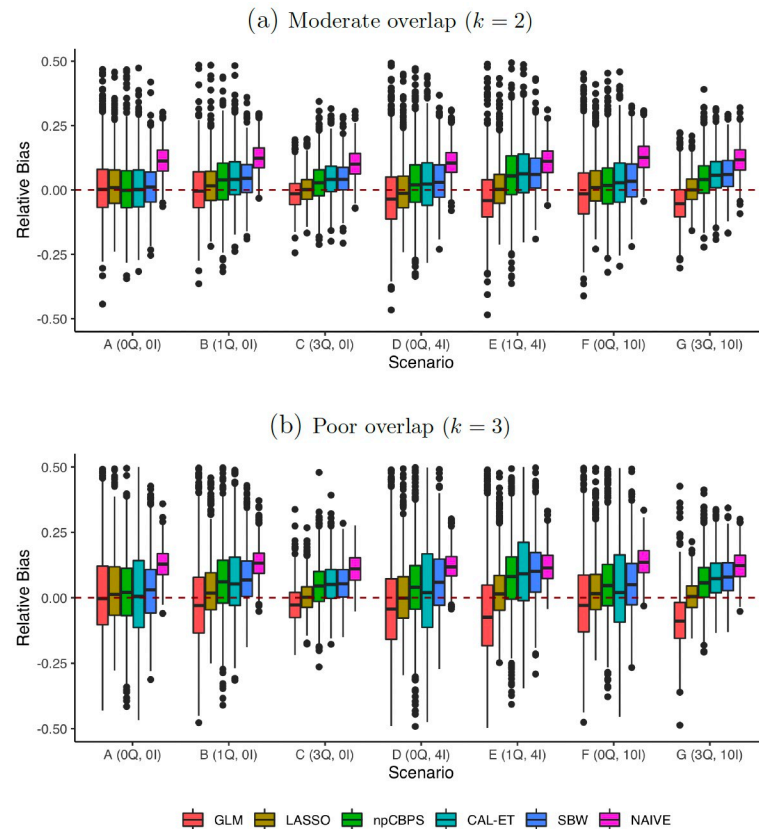 (a) Moderate overlap (k = 2)
0.50
0.25
0.00
-0.25
-0.50
Relative Bias
A (0Q, 0I) B (1Q, 0I) C (3Q, 0I) D (0Q, 4I) E (1Q, 4I) F (0Q, 10I) G (3Q, 10I)
Scenario
(b) Poor overlap (k = 3)
0.50
0.25
0.00
-0.25
-0.50
Relative Bias
A (0Q, 0I) B (1Q, 0I) C (3Q, 0I) D (0Q, 4I) E (1Q, 4I) F (0Q, 10I) G (3Q, 10I)
Scenario
GLM LASSO npCBPS CAL-ET SBW NAIVE